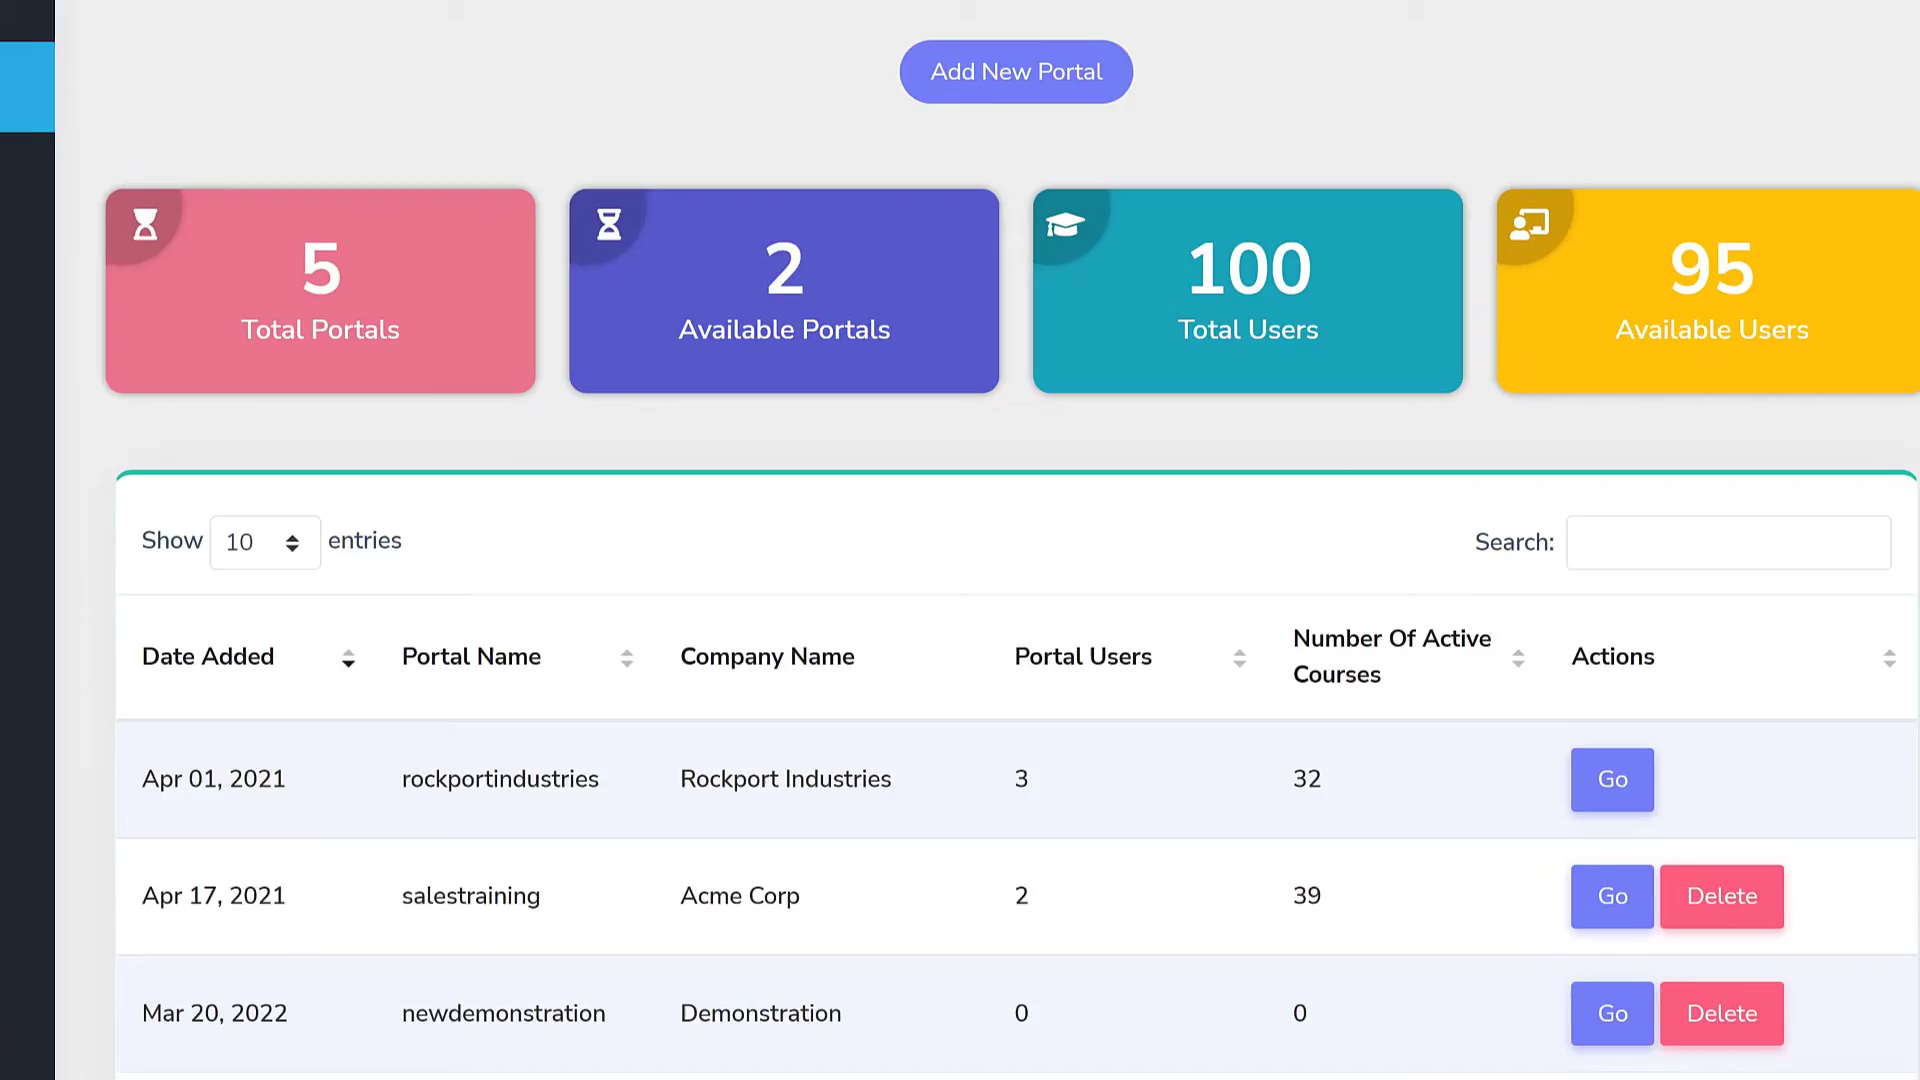 Add New Portal
5
Total Portals
2
Available Portals
100
Total Users
95
Available Users
Show 10 entries
Search:
Date Added Portal Name Company Name Portal Users Number Of Active Courses Actions
Apr 01, 2021 rockportindustries Rockport Industries 3 32 Go
Apr 17, 2021 salestraining Acme Corp 2 39 Go Delete
Mar 20, 2022 newdemonstration Demonstration 0 0 Go Delete